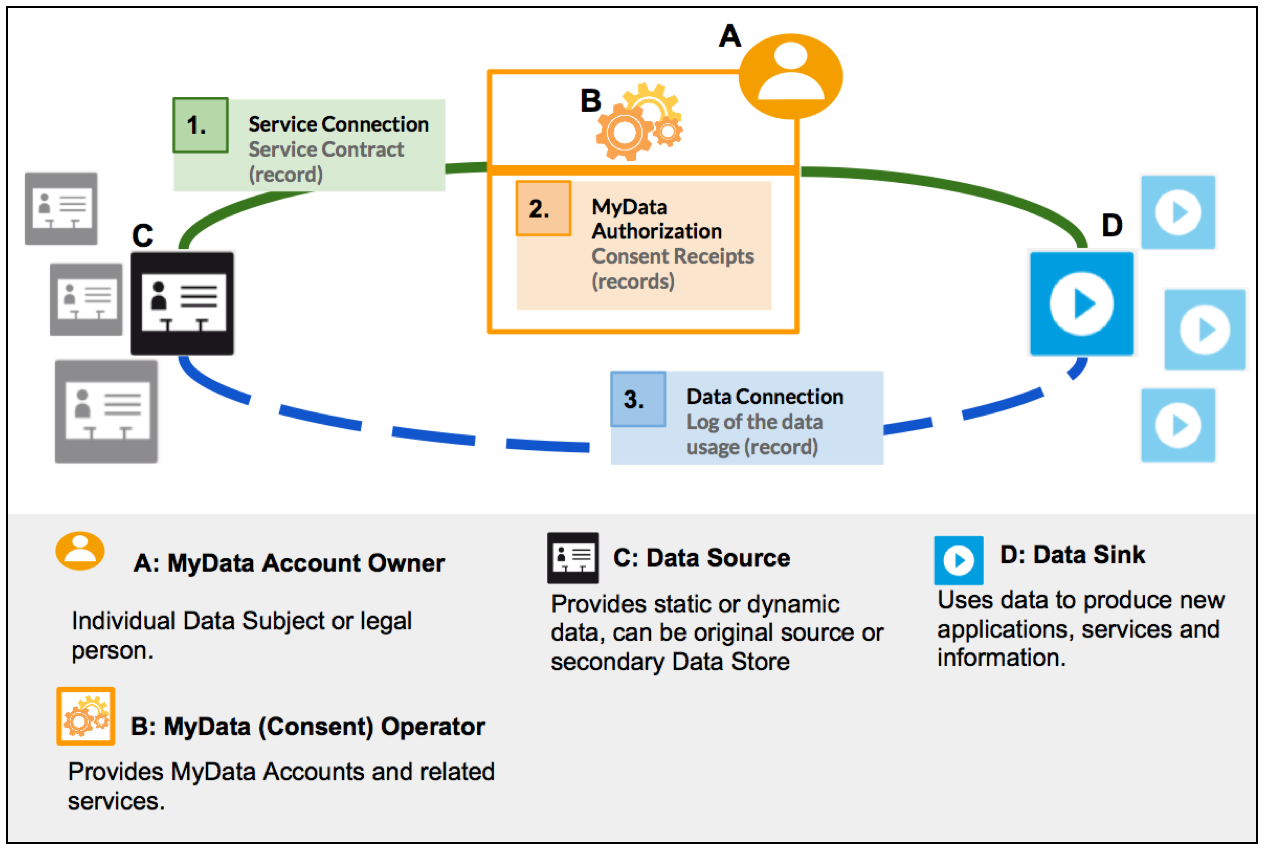 A
B
1.
Service Connection
Service Contract
(record)
2.
MyData
Authorization
Consent Receipts
(records)
C
D
3.
Data Connection
Log of the data
usage (record)
A: MyData Account Owner
Individual Data Subject or legal
person.
B: MyData (Consent) Operator
Provides MyData Accounts and related
services.
C: Data Source
Provides static or dynamic
data, can be original source or
secondary Data Store
D: Data Sink
Uses data to produce new
applications, services and
information.